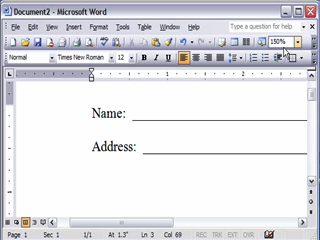 Document2 - Microsoft Word
File Edit View Insert Format Tools Table Window Help Type a question for help
150%
Normal Times New Roman 12 B I U
1 2
Name:
Address:
Page 1 Sec 1 1/1 At 1.3" Ln 3 Col 69 REC TRK EXT OVR